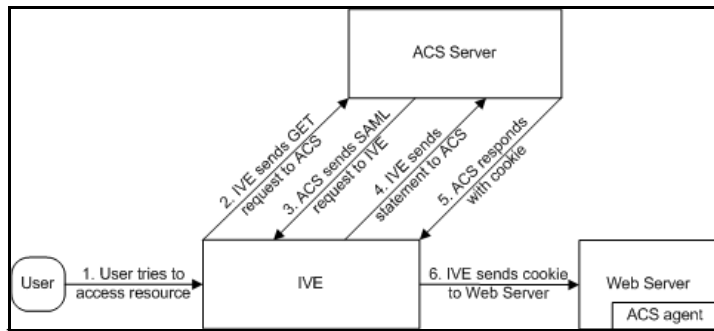 ACS Server
2. IVE sends GET
request to ACS
3. ACS sends SAML
request to IVE
4. IVE sends
statement to ACS
5. ACS responds
with cookie
User
1. User tries to
access resource
IVE
6. IVE sends cookie
to Web Server
Web Server
ACS agent